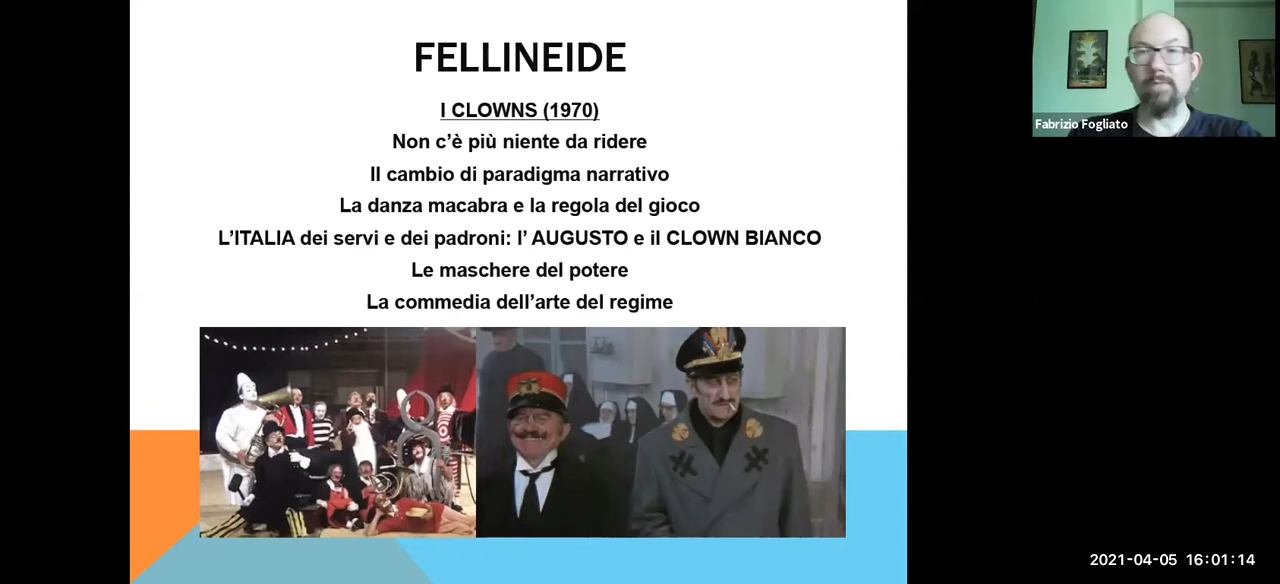 FELLINEIDE
I CLOWNS (1970)
Non c’è più niente da ridere
Il cambio di paradigma narrativo
La danza macabra e la regola del gioco
L’ITALIA dei servi e dei padroni: l’ AUGUSTO e il CLOWN BIANCO
Le maschere del potere
La commedia dell’arte del regime
Fabrizio Fogliato
2021-04-05 16:01:14